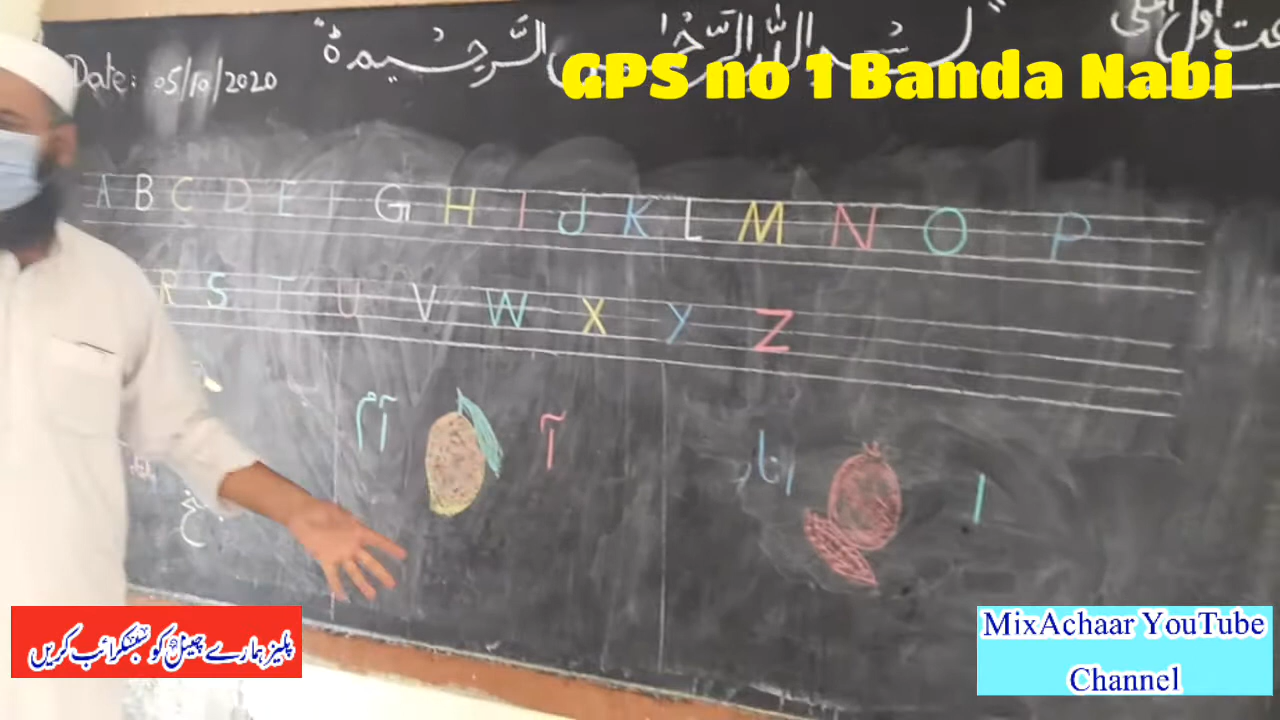 بسم اللہ الرحمٰن الرحیم
Date: 05/10/2020
GPS no 1 Banda Nabi
A B C D E F G H I J K L M N O P
R S T U V W X Y Z
آ آم
ا انار
پلیز ہمارے چینل کو سبسکرائب کریں
MixAchaar YouTube
Channel